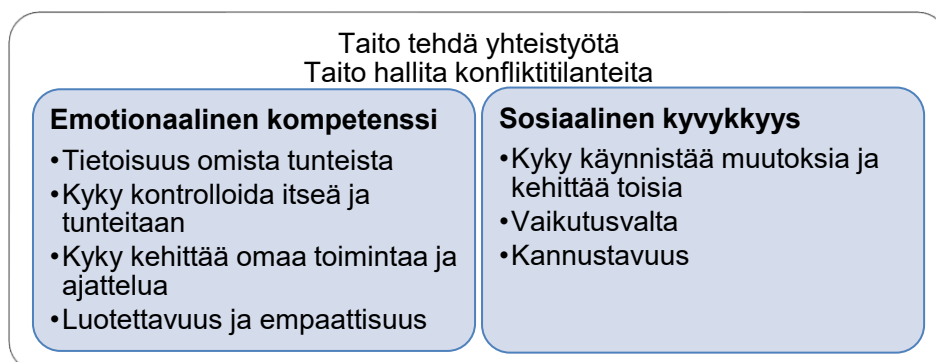 Taito tehdä yhteistyötä
Taito hallita konfliktitilanteita
Emotionaalinen kompetenssi
•Tietoisuus omista tunteista
•Kyky kontrolloida itseä ja
tunteitaan
•Kyky kehittää omaa toimintaa ja
ajattelua
•Luotettavuus ja empaattisuus
Sosiaalinen kyvykkyys
•Kyky käynnistää muutoksia ja
kehittää toisia
•Vaikutusvalta
•Kannustavuus